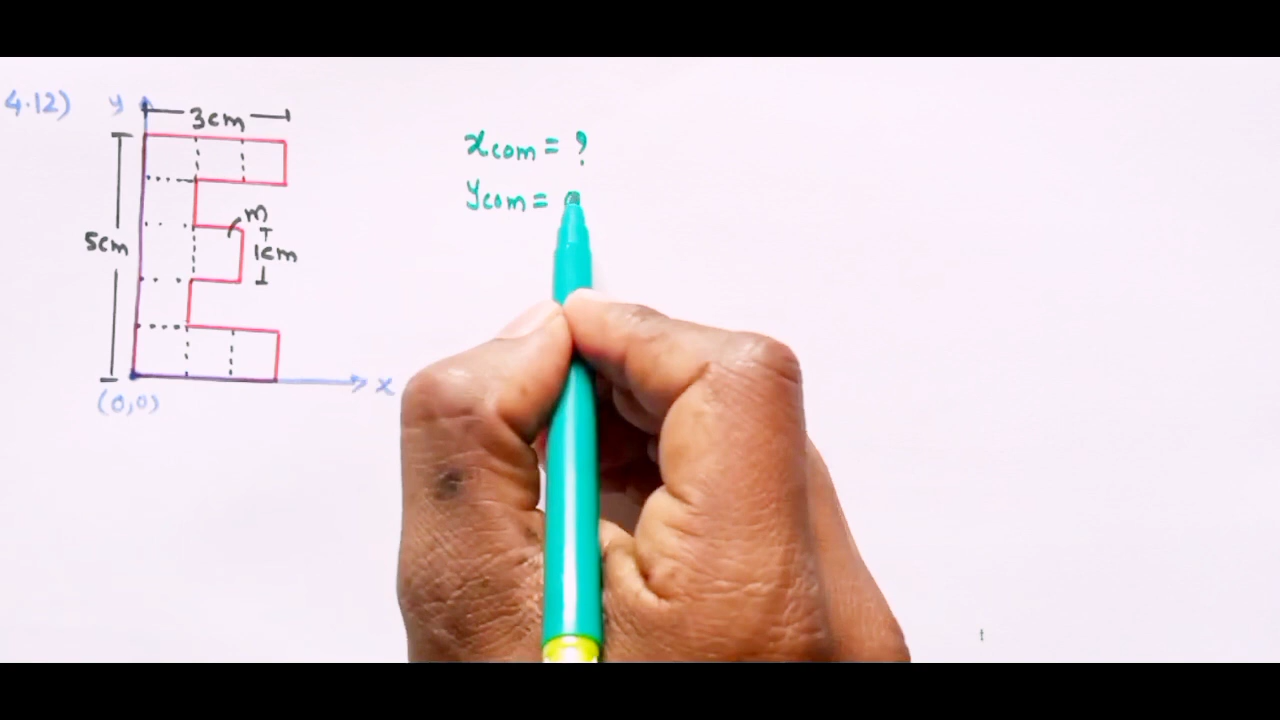 4.12)
y
3cm
5cm
m
1cm
x
(0,0)
xcom = ?
ycom =